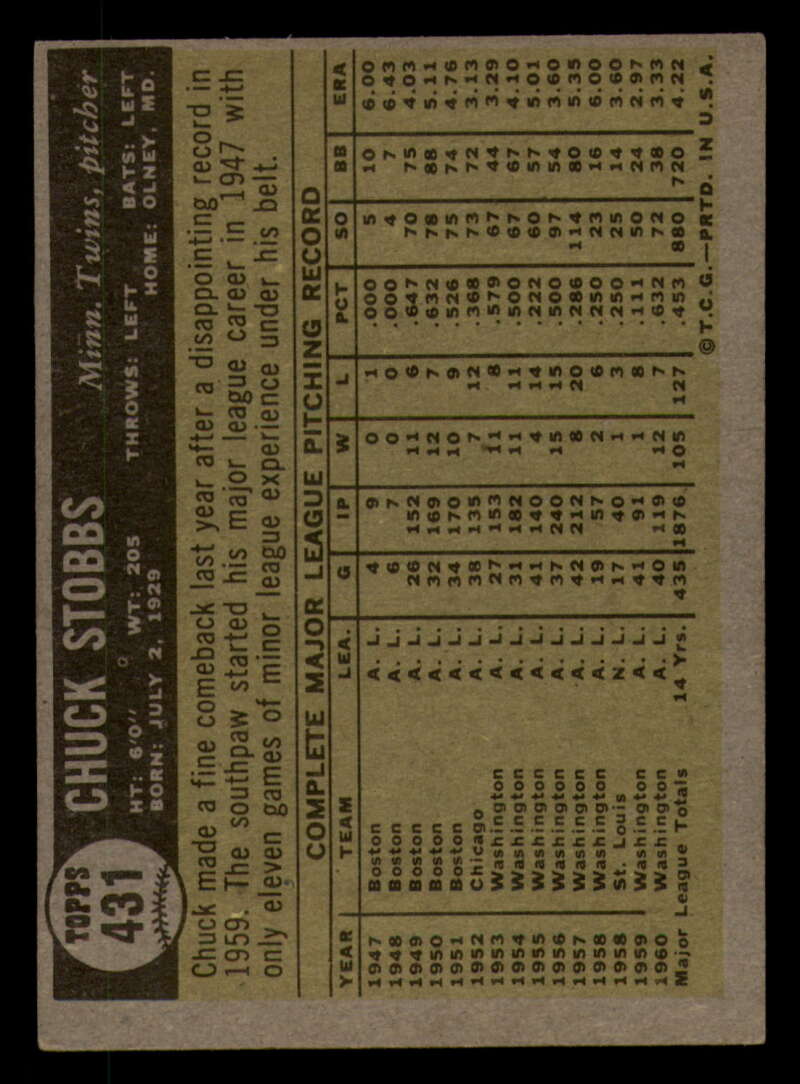 TOPPS
431
CHUCK STOBBS
Minn. Twins, pitcher
HT: 6'0" WT: 205 THROWS: LEFT BATS: LEFT
BORN: JULY 2, 1929 HOME: OLNEY, MD.
Chuck made a fine comeback last year after a disappointing record in
1959. The southpaw started his major league career in 1947 with
only eleven games of minor league experience under his belt.
COMPLETE MAJOR LEAGUE PITCHING RECORD
YEAR TEAM LEA. G IP W L PCT SO BB ERA
1947 Boston A. L. 4 9 0 1 .000 5 10 6.00
1948 Boston A. L. 6 7 0 0 .000 4 7 6.43
1949 Boston A. L. 26 152 11 6 .647 70 75 4.03
1950 Boston A. L. 32 169 12 7 .632 78 88 5.11
1951 Boston A. L. 34 170 10 9 .526 75 74 4.76
1952 Chicago A. L. 38 135 7 12 .368 73 72 3.13
1953 Washington A. L. 27 153 11 8 .579 67 44 3.29
1954 Washington A. L. 31 182 11 11 .500 67 67 4.10
1955 Washington A. L. 41 140 4 14 .222 60 57 5.01
1956 Washington A. L. 37 240 15 15 .500 97 54 3.60
1957 Washington A. L. 42 212 8 20 .286 114 80 5.35
1958 Washington A. L. 19 57 2 6 .250 23 16 6.00
1958 St. Louis N. L. 17 40 1 3 .250 25 14 3.60
1959 Washington A. L. 41 91 1 8 .111 50 24 2.97
1960 Washington A. L. 40 119 12 7 .632 72 38 3.33
Major League Totals 14 Yrs. 435 1876 105 127 .453 880 720 4.22
©T.C.G.—PRTD. IN U.S.A.